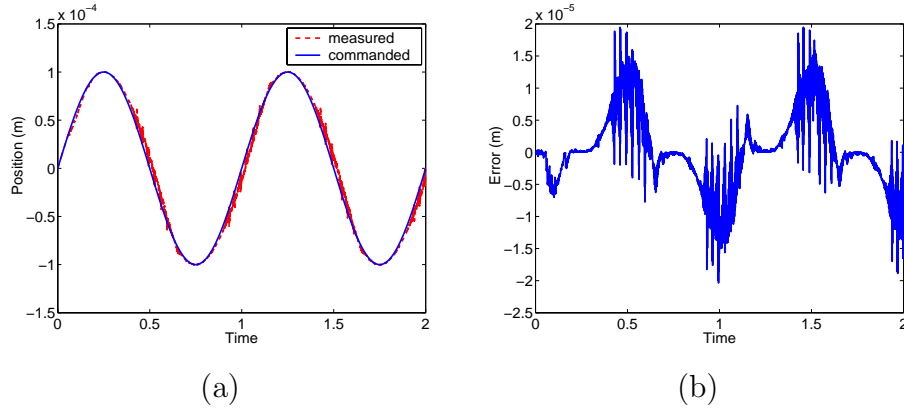 x 10⁻⁴
1.5
1
0.5
0
−0.5
−1
−1.5
Position (m)
measured
commanded
0 0.5 1 1.5 2
Time
(a)
x 10⁻⁵
2
1.5
1
0.5
0
−0.5
−1
−1.5
−2
−2.5
Error (m)
0 0.5 1 1.5 2
Time
(b)